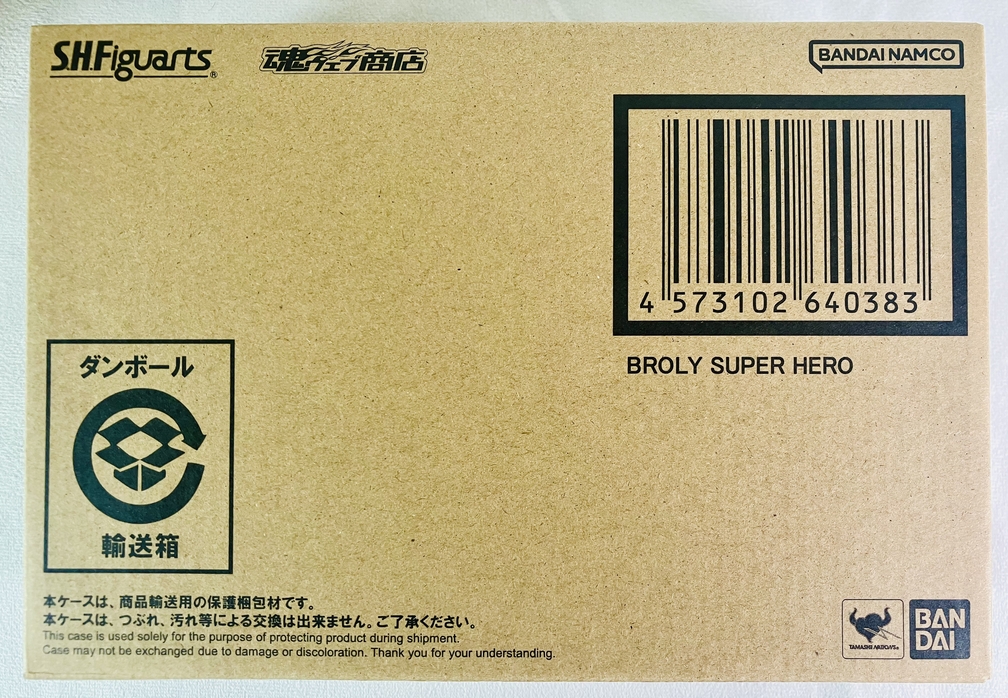 S.H.Figuarts®
魂ウェブ商店
BANDAI NAMCO
4 573102 640383
BROLY SUPER HERO
ダンボール
輸送箱
本ケースは、商品輸送用の保護梱包材です。
本ケースは、つぶれ、汚れ等による交換は出来ません。ご了承ください。
This case is used solely for the purpose of protecting product during shipment.
Case may not be exchanged due to damage or discoloration. Thank you for your understanding.
TAMASHII NATIONS®
BAN
DAI